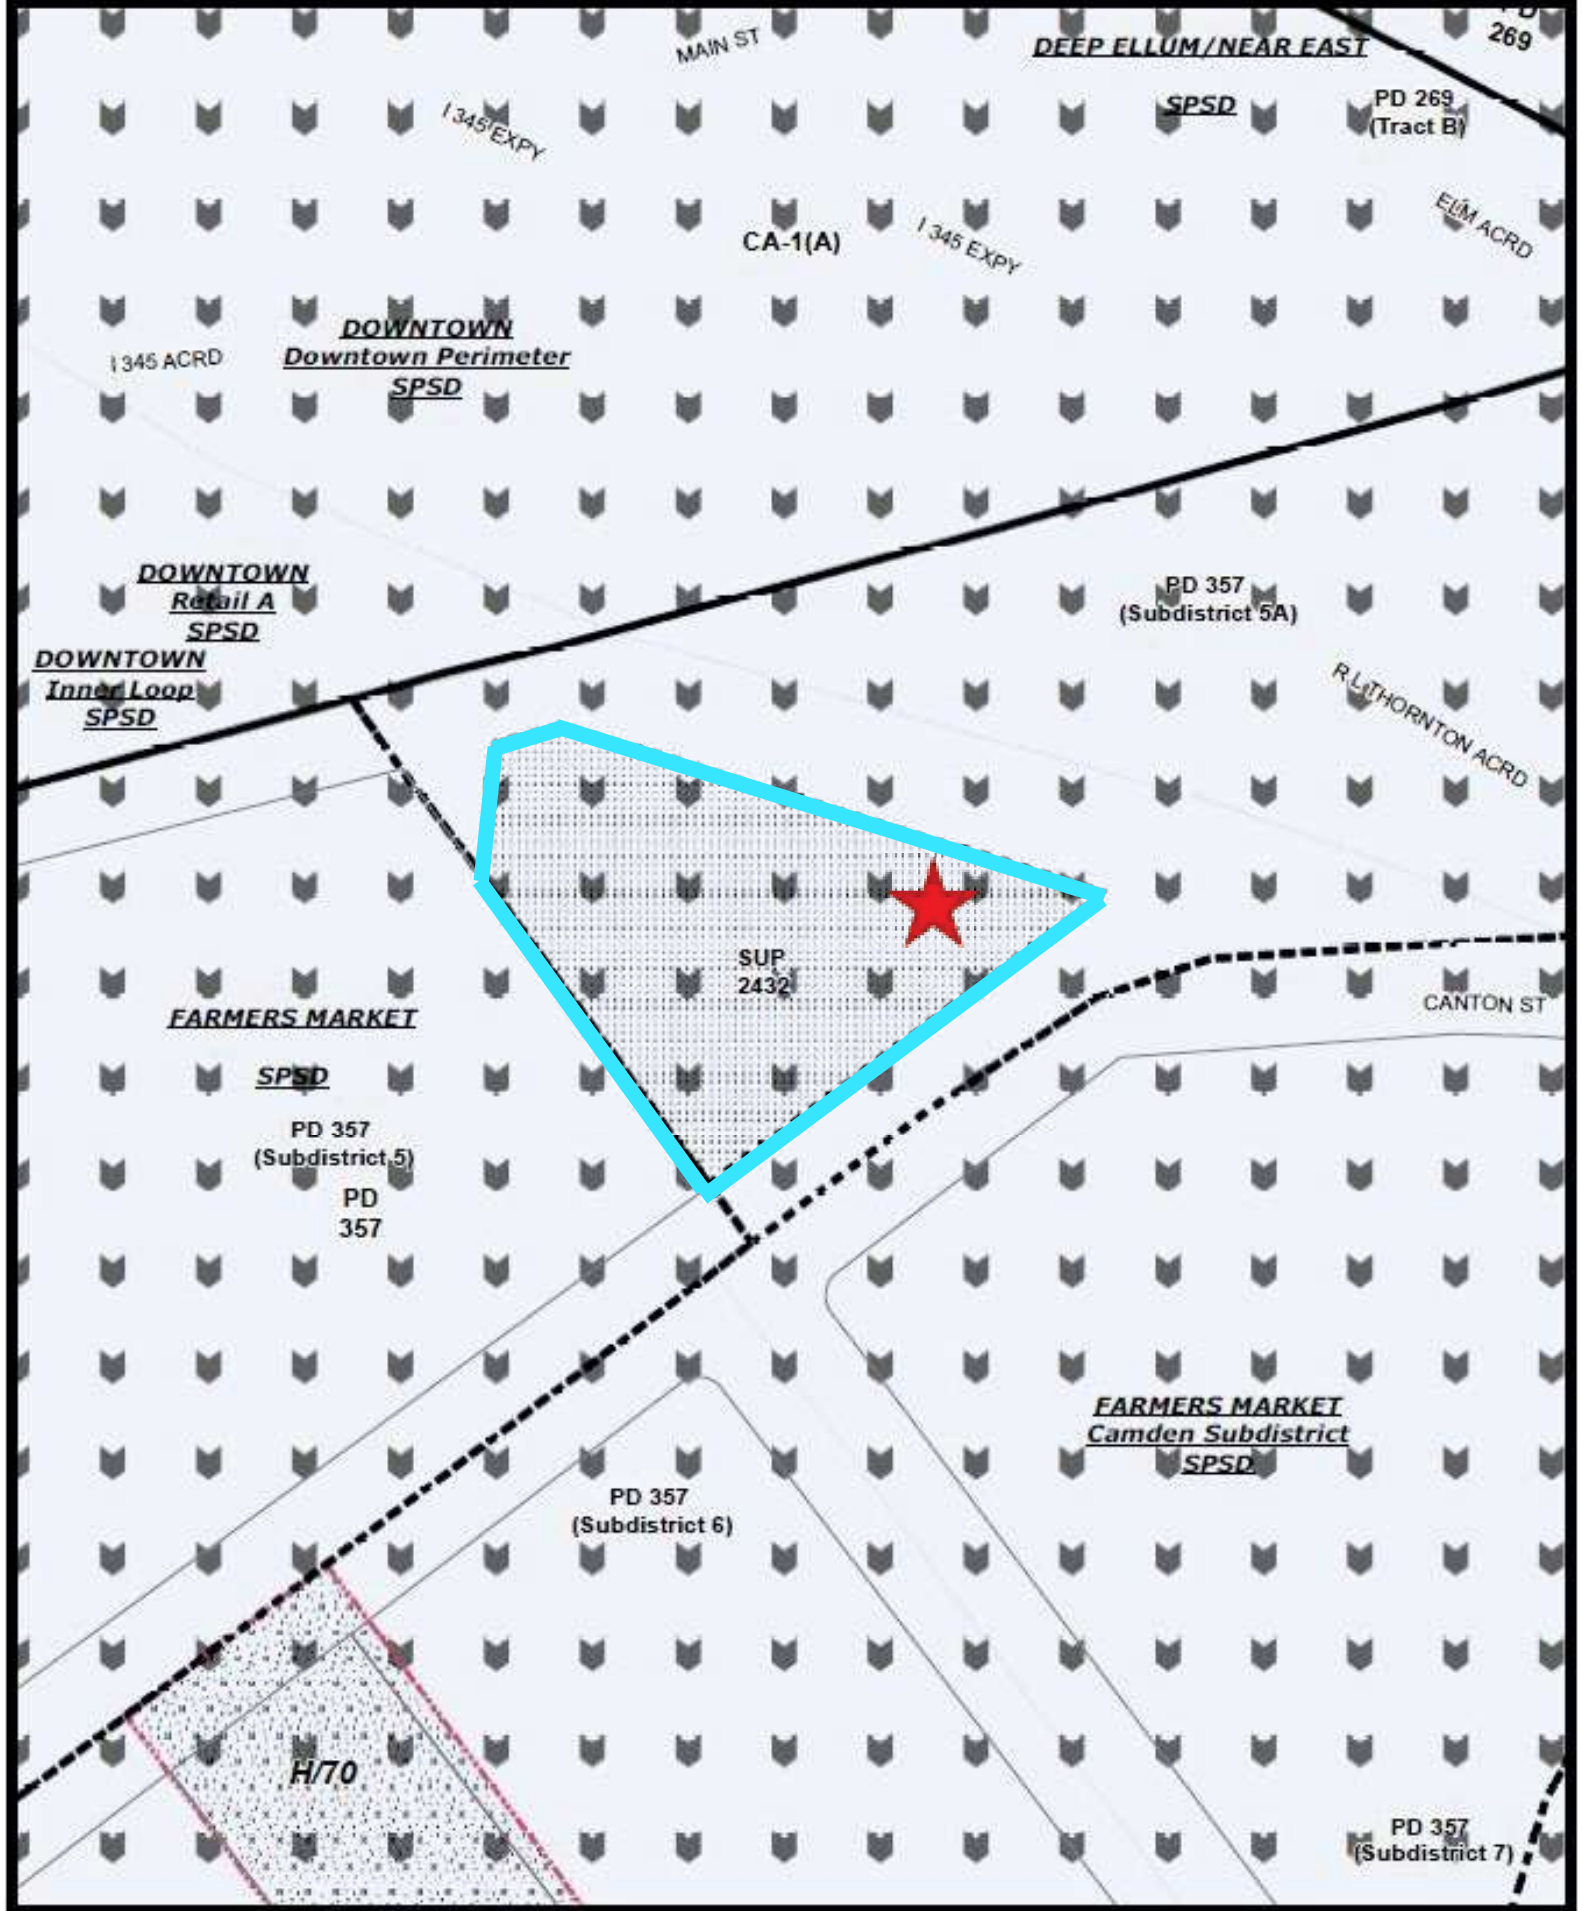 MAIN ST
DEEP ELLUM/NEAR EAST
SPSD
PD
269
PD 269
(Tract B)
I 345 EXPY
ELM ACRD
CA-1(A)
I 345 EXPY
DOWNTOWN
Downtown Perimeter
SPSD
I 345 ACRD
DOWNTOWN
Retail A
SPSD
PD 357
(Subdistrict 5A)
DOWNTOWN
Inner Loop
SPSD
R L THORNTON ACRD
SUP
2432
CANTON ST
FARMERS MARKET
SPSD
PD 357
(Subdistrict 5)
PD
357
FARMERS MARKET
Camden Subdistrict
SPSD
PD 357
(Subdistrict 6)
H/70
PD 357
(Subdistrict 7)